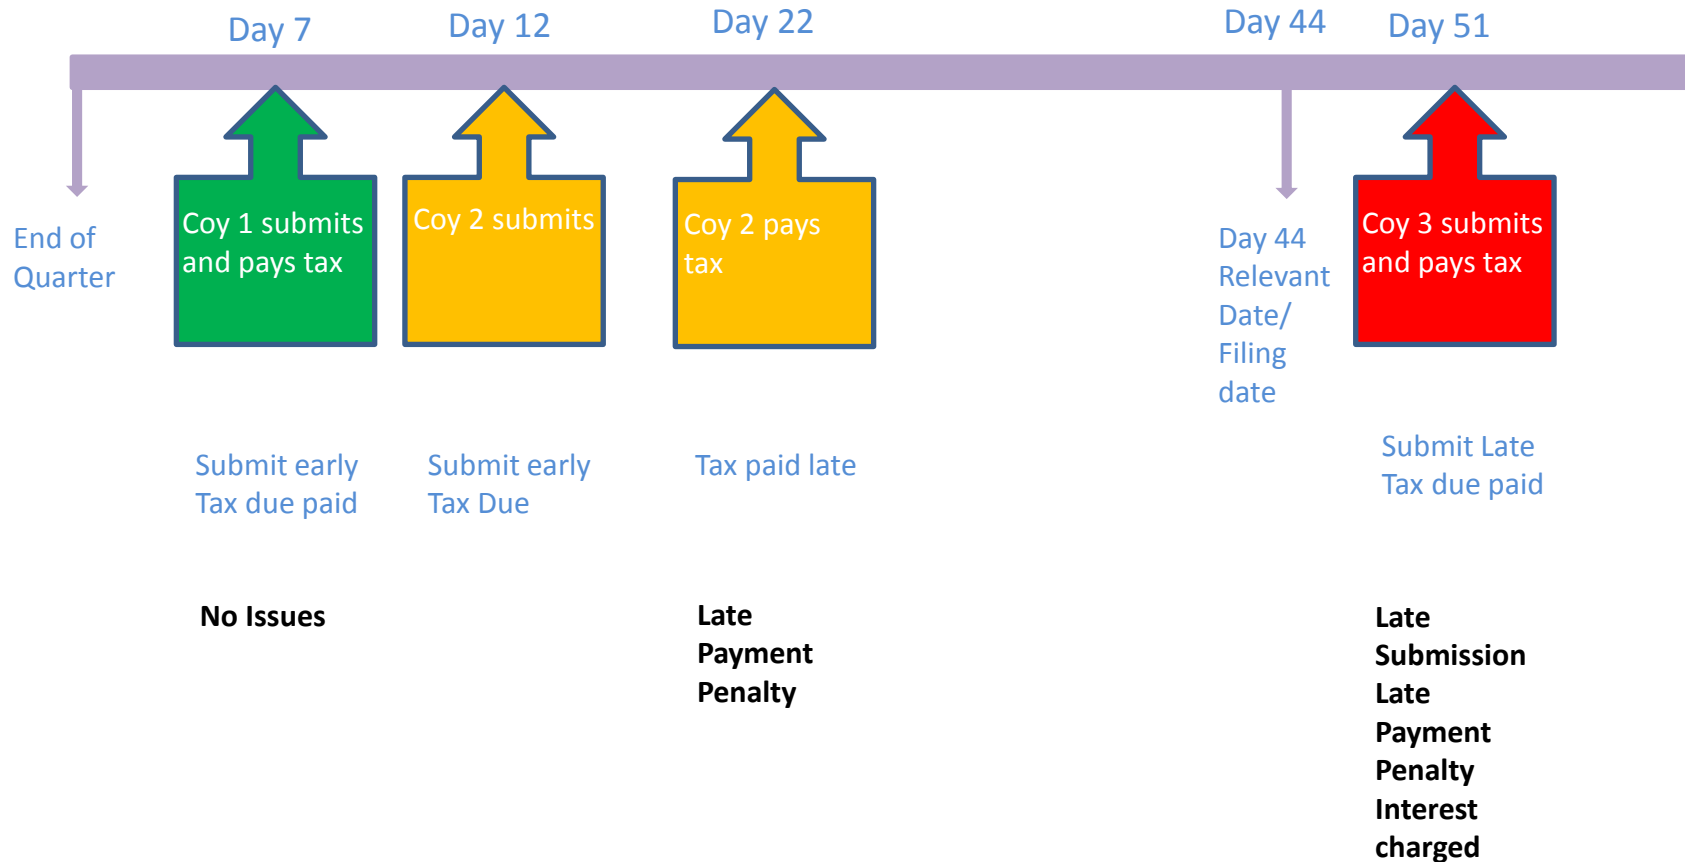 Day 7
Day 12
Day 22
Day 44
Day 51
End of
Quarter
Coy 1 submits
and pays tax
Coy 2 submits
Coy 2 pays
tax
Day 44
Relevant
Date/
Filing
date
Coy 3 submits
and pays tax
Submit early
Tax due paid
Submit early
Tax Due
Tax paid late
Submit Late
Tax due paid
No Issues
Late
Payment
Penalty
Late
Submission
Late
Payment
Penalty
Interest
charged